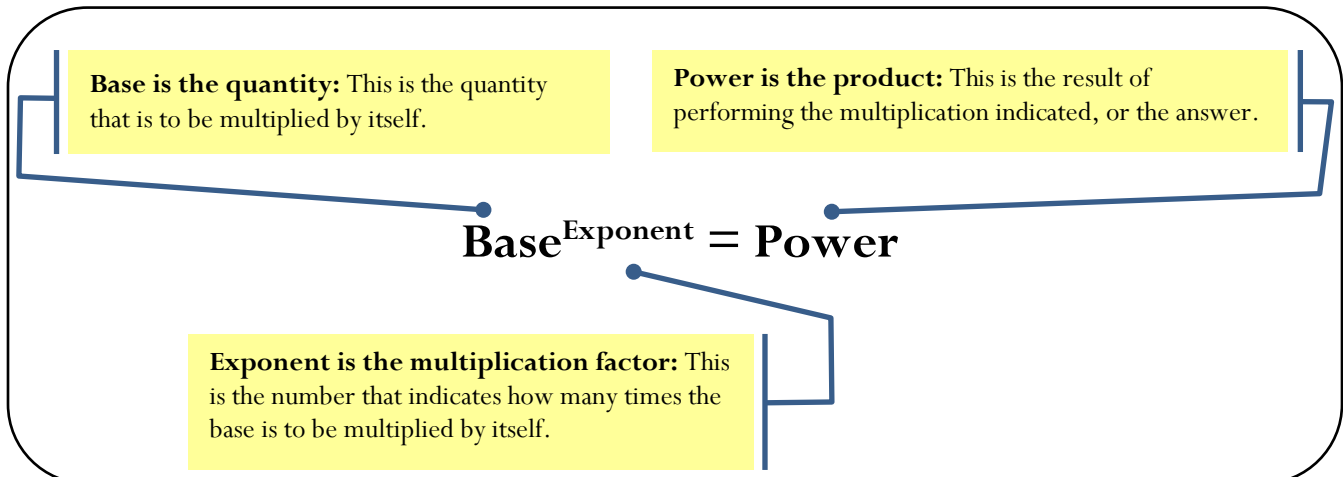 Base is the quantity: This is the quantity
that is to be multiplied by itself.
Power is the product: This is the result of
performing the multiplication indicated, or the answer.
Base^Exponent = Power
Exponent is the multiplication factor: This
is the number that indicates how many times the
base is to be multiplied by itself.